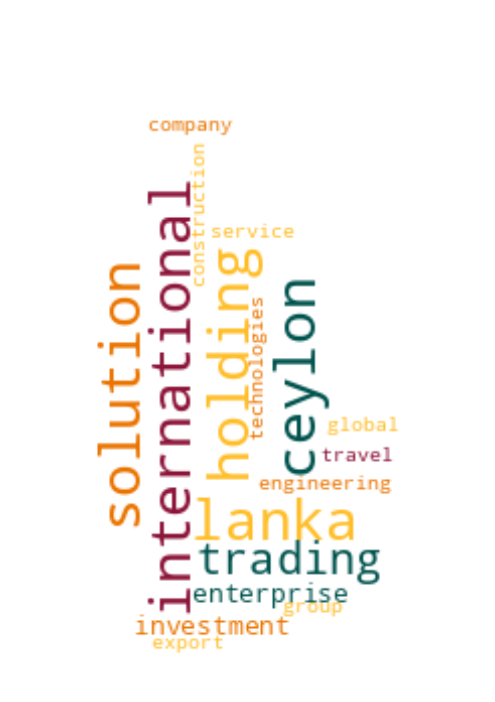 company
construction
international
service
holding
solution
ceylon
technologies
global
travel
engineering
lanka
trading
enterprise
group
investment
export